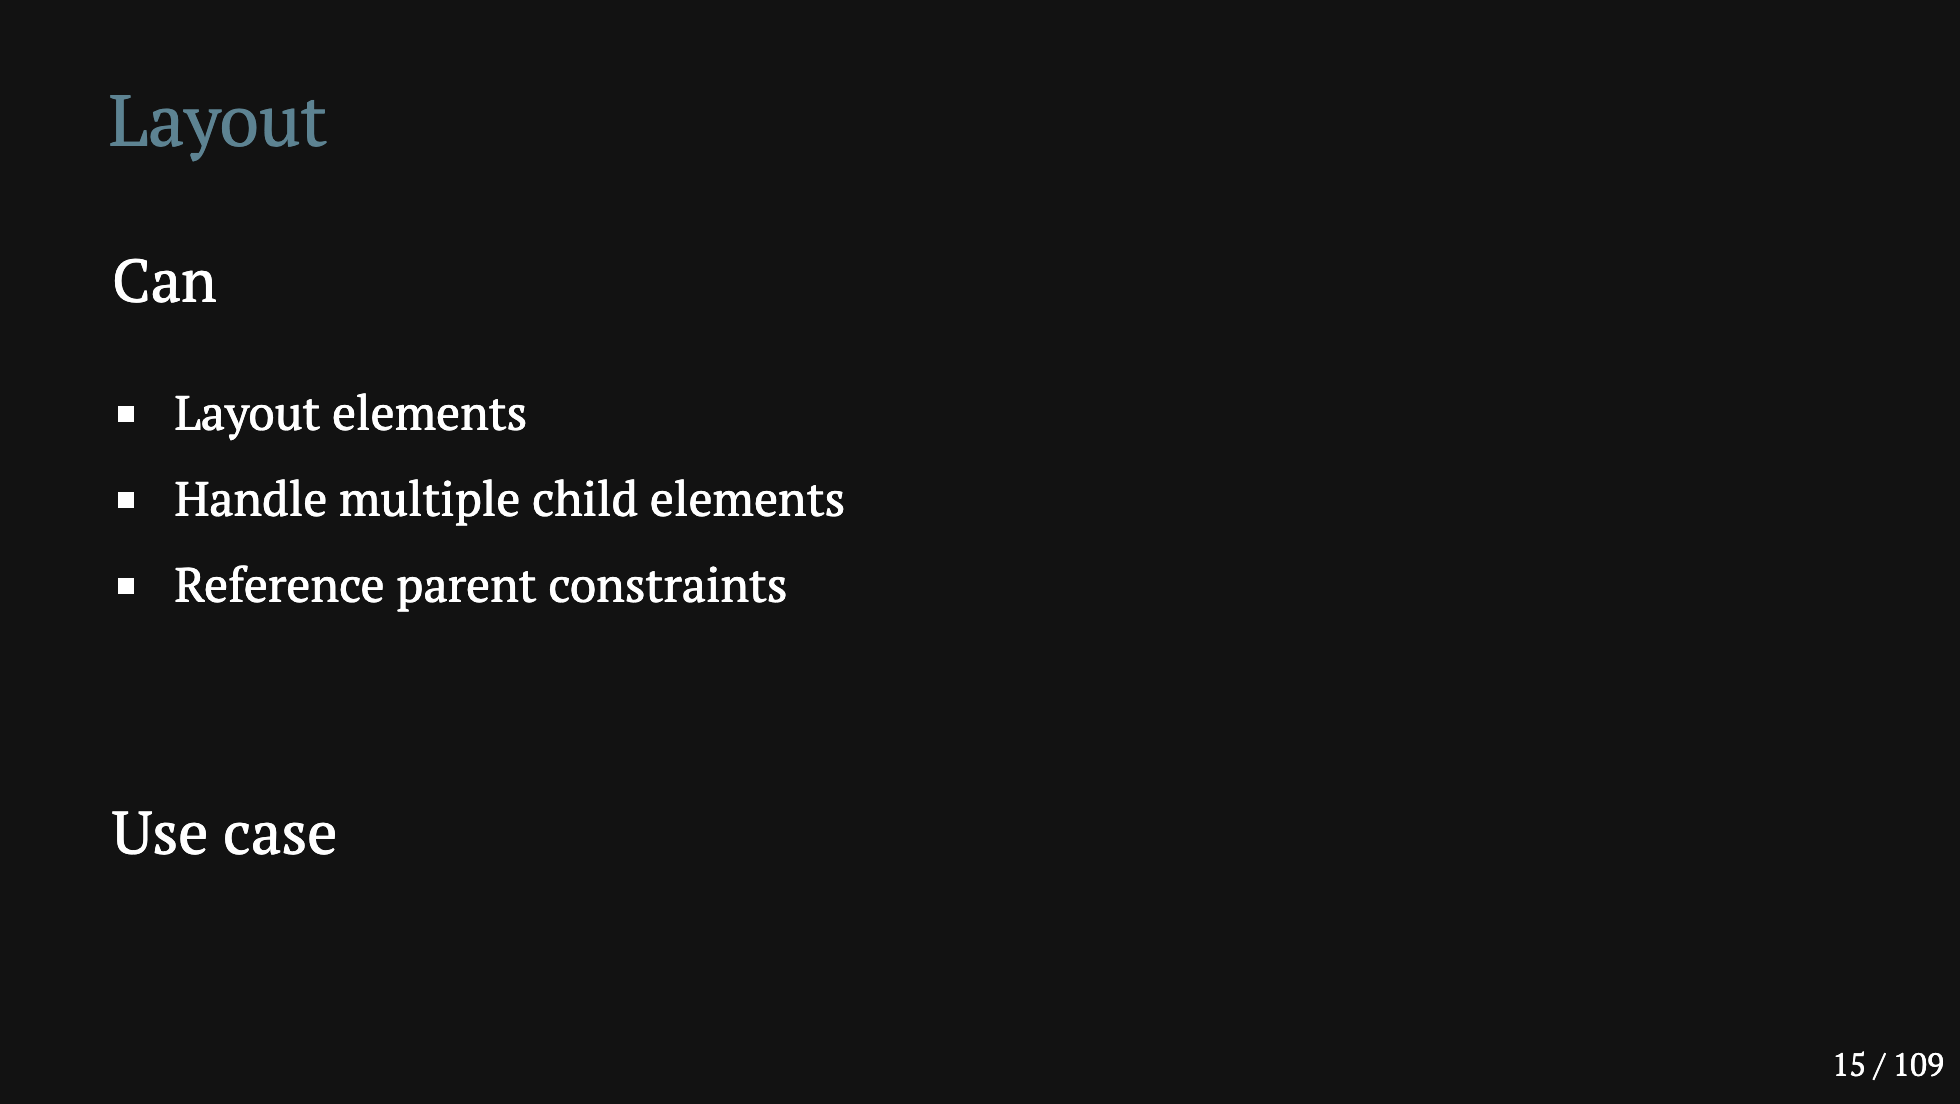 Layout
Can
Layout elements
Handle multiple child elements
Reference parent constraints
Use case
15 / 109